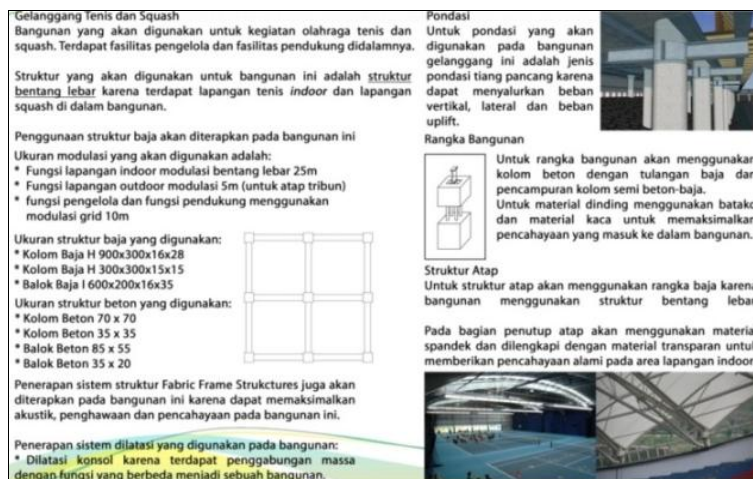 Gelanggang Tenis dan Squash
Bangunan yang akan digunakan untuk kegiatan olahraga tenis dan
squash. Terdapat fasilitas pengelola dan fasilitas pendukung didalamnya.
Struktur yang akan digunakan untuk bangunan ini adalah struktur
bentang lebar karena terdapat lapangan tenis indoor dan lapangan
squash di dalam bangunan.
Penggunaan struktur baja akan diterapkan pada bangunan ini
Ukuran modulasi yang akan digunakan adalah:
* Fungsi lapangan indoor modulasi bentang lebar 25m
* Fungsi lapangan outdoor modulasi 5m (untuk atap tribun)
* fungsi pengelola dan fungsi pendukung menggunakan
modulasi grid 10m
Ukuran struktur baja yang digunakan:
* Kolom Baja H 900x300x16x28
* Kolom Baja H 300x300x15x15
* Balok Baja I 600x200x16x35
Ukuran struktur beton yang digunakan:
* Kolom Beton 70 x 70
* Kolom Beton 35 x 35
* Balok Beton 85 x 55
* Balok Beton 35 x 20
Penerapan sistem struktur Fabric Frame Strukctures juga akan
diterapkan pada bangunan ini karena dapat memaksimalkan
akustik, penghawaan dan pencahayaan pada bangunan ini.
Penerapan sistem dilatasi yang digunakan pada bangunan:
* Dilatasi konsol karena terdapat penggabungan massa
dengan fungsi yang berbeda menjadi sebuah bangunan.
Pondasi
Untuk pondasi yang akan
digunakan pada bangunan
gelanggang ini adalah jenis
pondasi tiang pancang karena
dapat menyalurkan beban
vertikal, lateral dan beban
uplift.
Rangka Bangunan
Untuk rangka bangunan akan menggunakan
kolom beton dengan tulangan baja dan
pencampuran kolom semi beton-baja.
Untuk material dinding menggunakan batako
dan material kaca untuk memaksimalkan
pencahayaan yang masuk ke dalam bangunan.
Struktur Atap
Untuk struktur atap akan menggunakan rangka baja karena
bangunan menggunakan struktur bentang lebar
Pada bagian penutup atap akan menggunakan material
spandek dan dilengkapi dengan material transparan untuk
memberikan pencahayaan alami pada area lapangan indoor